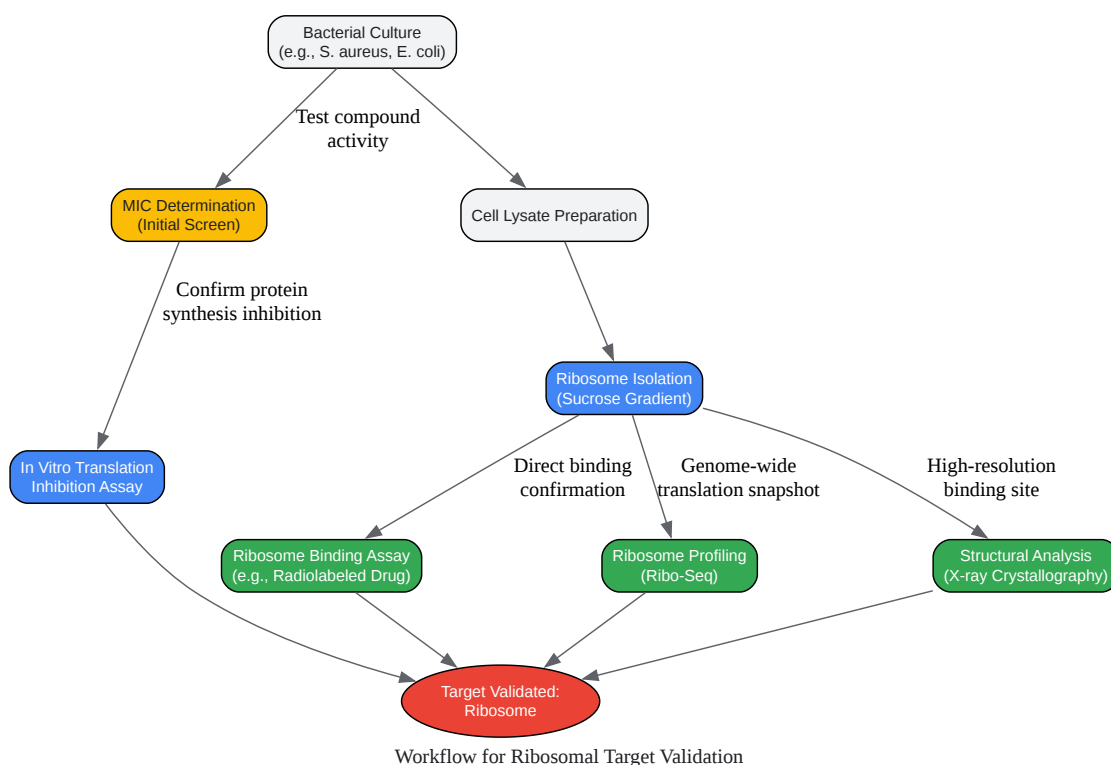 Bacterial Culture
(e.g., S. aureus, E. coli)
Test compound
activity
MIC Determination
(Initial Screen)
Cell Lysate Preparation
Confirm protein
synthesis inhibition
Ribosome Isolation
(Sucrose Gradient)
In Vitro Translation
Inhibition Assay
Direct binding
confirmation
Genome-wide
translation snapshot
High-resolution
binding site
Ribosome Binding Assay
(e.g., Radiolabeled Drug)
Ribosome Profiling
(Ribo-Seq)
Structural Analysis
(X-ray Crystallography)
Target Validated:
Ribosome
Workflow for Ribosomal Target Validation